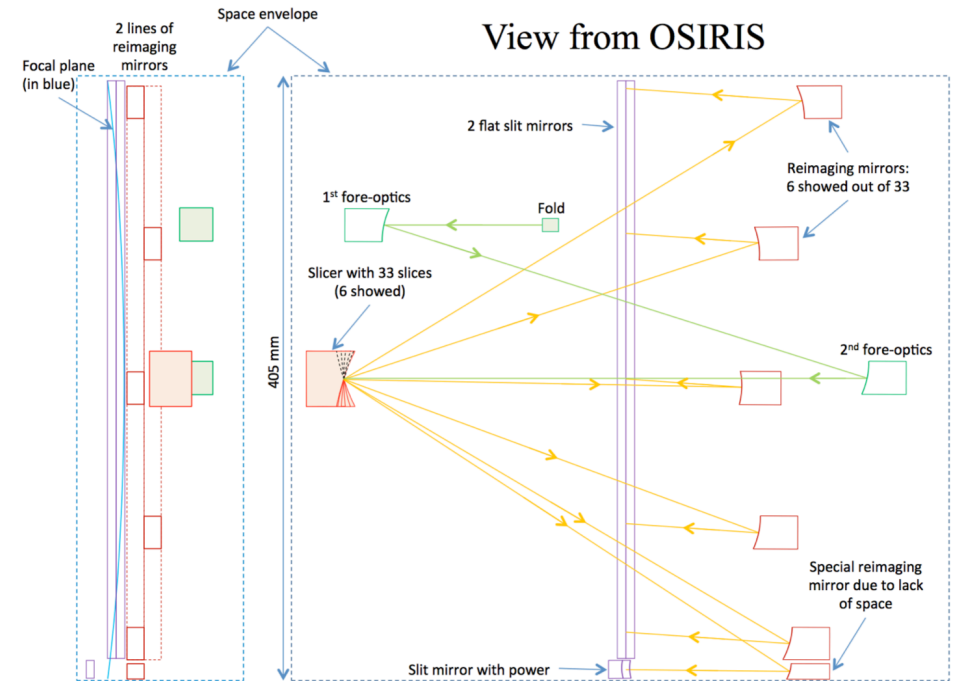 Space envelope
View from OSIRIS
2 lines of
reimaging
mirrors
Focal plane
(in blue)
2 flat slit mirrors
Reimaging mirrors:
6 showed out of 33
1st fore-optics
Fold
Slicer with 33 slices
(6 showed)
2nd fore-optics
405 mm
Special reimaging
mirror due to lack
of space
Slit mirror with power